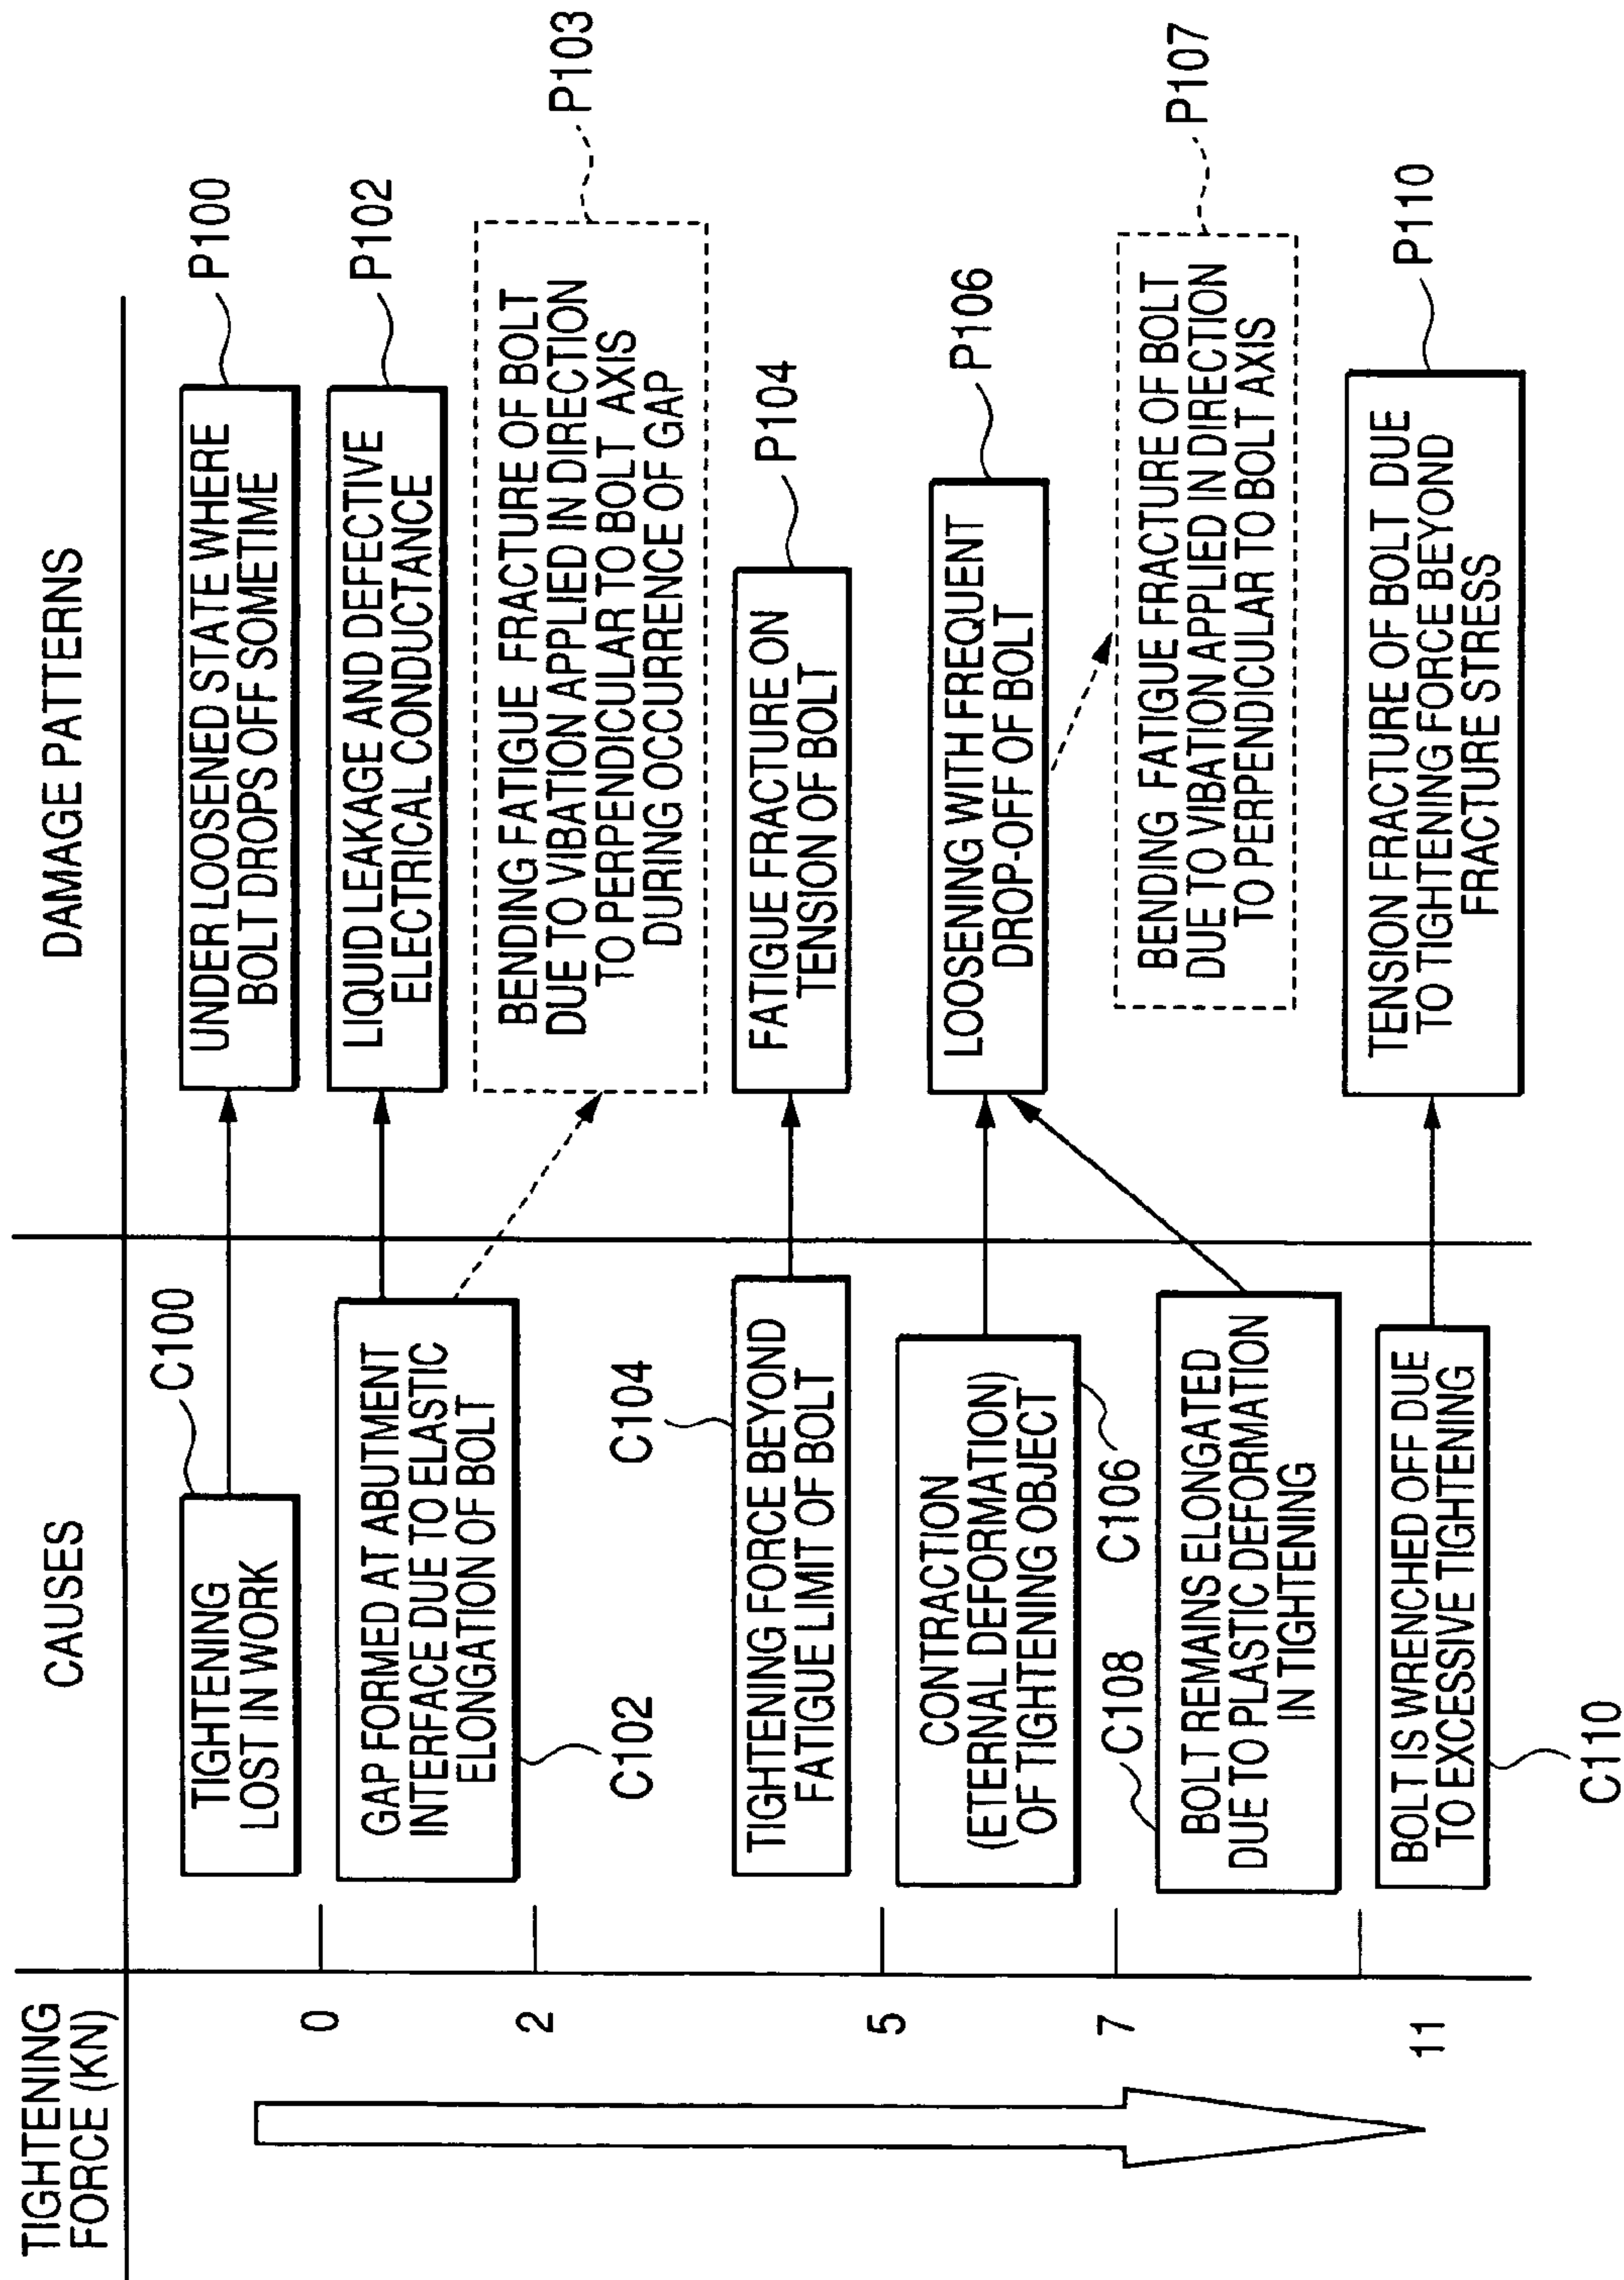 TIGHTENING
FORCE (KN)
CAUSES
DAMAGE PATTERNS
0
2
5
7
11
C100
TIGHTENING
LOST IN WORK
UNDER LOOSENED STATE WHERE
BOLT DROPS OFF SOMETIME
P100
GAP FORMED AT ABUTMENT
INTERFACE DUE TO ELASTIC
ELONGATION OF BOLT
C102
LIQUID LEAKAGE AND DEFECTIVE
ELECTRICAL CONDUCTANCE
P102
BENDING FATIGUE FRACTURE OF BOLT
DUE TO VIBATION APPLIED IN DIRECTION
TO PERPENDICULAR TO BOLT AXIS
DURING OCCURRENCE OF GAP
P103
C104
TIGHTENING FORCE BEYOND
FATIGUE LIMIT OF BOLT
FATIGUE FRACTURE ON
TENSION OF BOLT
P104
CONTRACTION
(ETERNAL DEFORMATION)
OF TIGHTING OBJECT
C106
LOOSENING WITH FREQUENT
DROP-OFF OF BOLT
P106
C108
BOLT REMAINS ELONGATED
DUE TO PLASTIC DEFORMATION
IN TIGHTENING
BENDING FATIGUE FRACTURE OF BOLT
DUE TO VIBATION APPLIED IN DIRECTION
TO PERPENDICULAR TO BOLT AXIS
P107
BOLT IS WRENCHED OFF DUE
TO EXCESSIVE TIGHTENING
C110
TENSION FRACTURE OF BOLT DUE
TO TIGHTENING FORCE BEYOND
FRACTURE STRESS
P110